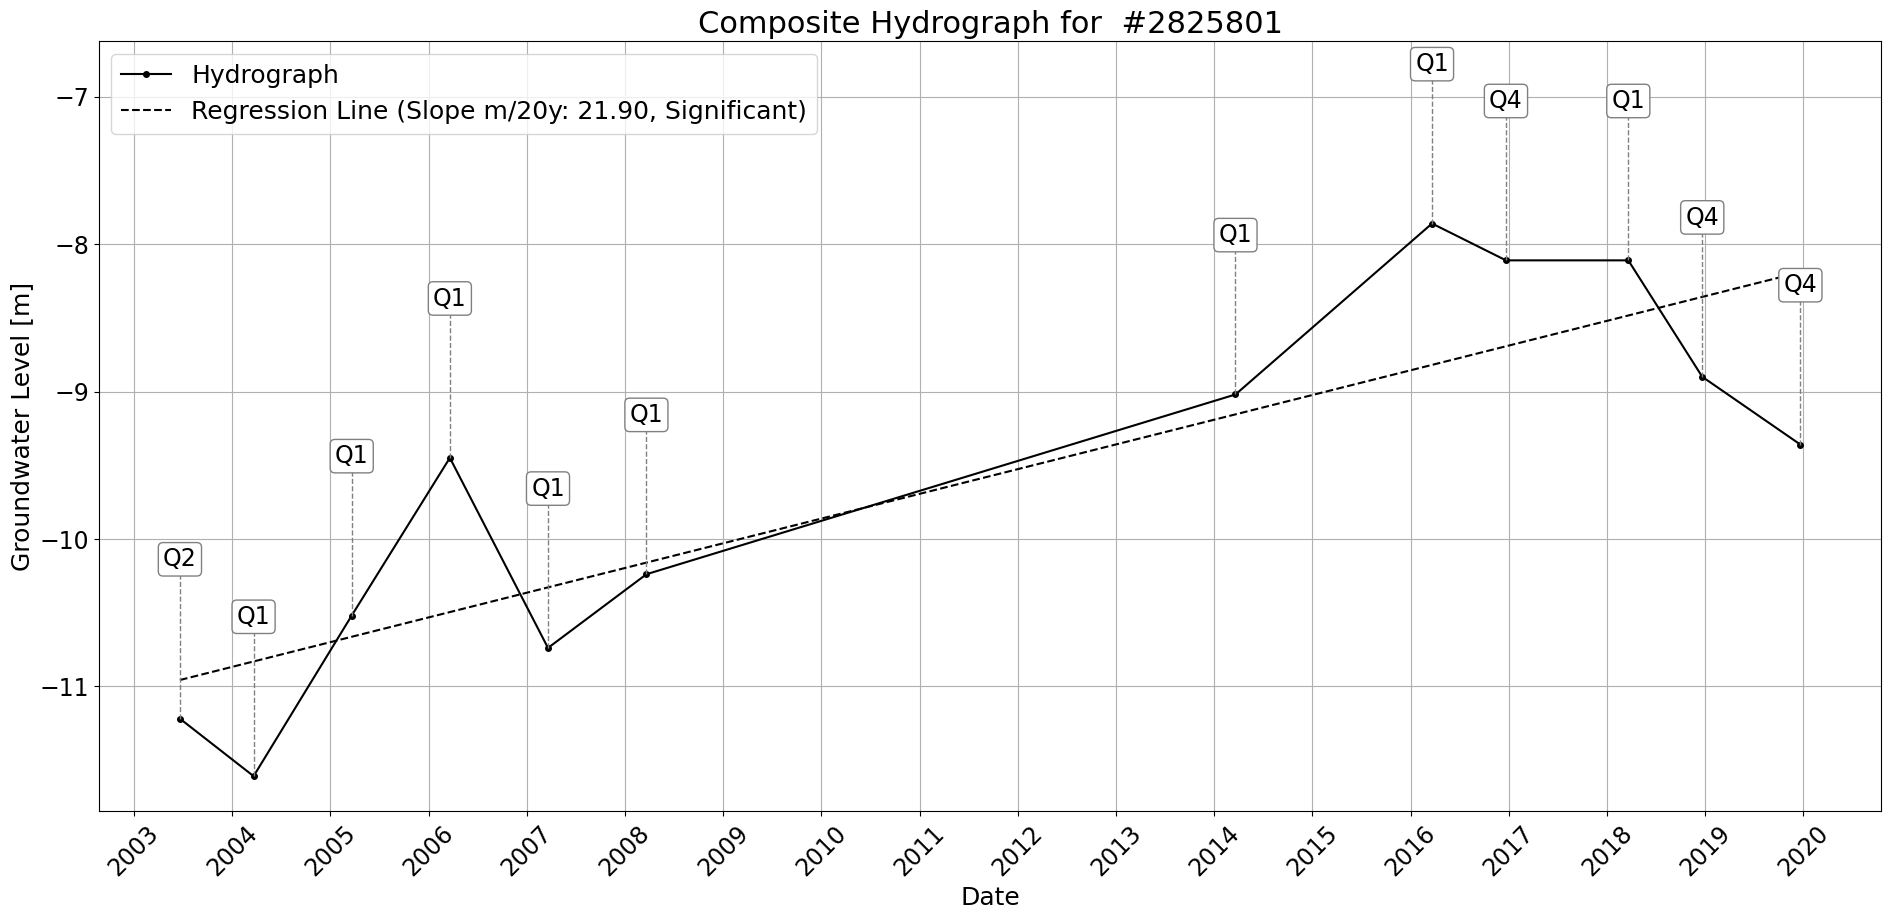 Composite Hydrograph for  #2825801
Hydrograph
Regression Line (Slope m/20y: 21.90, Significant)
Groundwater Level [m]
−7
−8
−9
−10
−11
Q2
Q1
Q1
Q1
Q1
Q1
Q1
Q1
Q4
Q1
Q4
Q4
2003
2004
2005
2006
2007
2008
2009
2010
2011
2012
2013
2014
2015
2016
2017
2018
2019
2020
Date